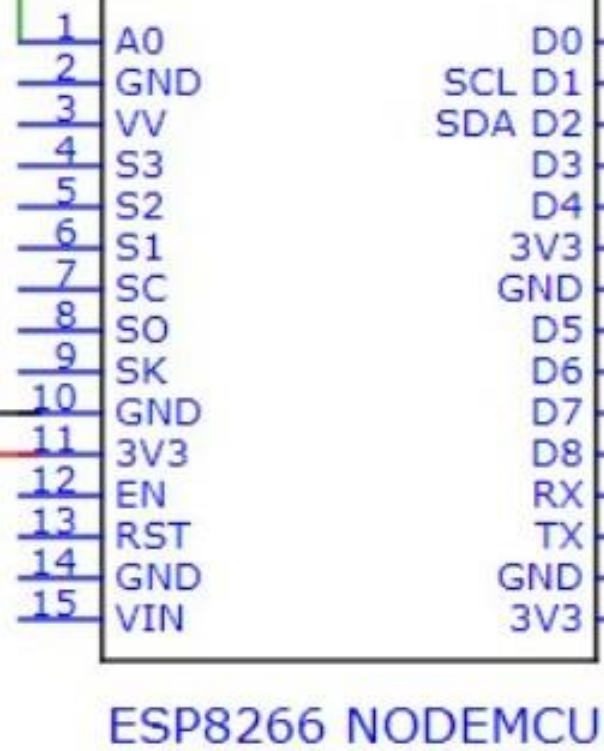 1 A0 D0
2 GND SCL D1
3 VV SDA D2
4 S3 D3
5 S2 D4
6 S1 3V3
7 SC GND
8 SO D5
9 SK D6
10 GND D7
11 3V3 D8
12 EN RX
13 RST TX
14 GND GND
15 VIN 3V3
ESP8266 NODEMCU